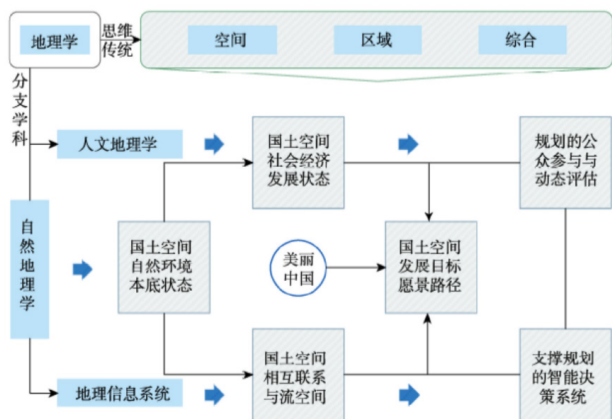 地理学
思维
传统
空间
区域
综合
分支学科
人文地理学
国土空间
社会经济
发展状态
规划的公
众参与与
动态评估
自然地理学
国土空间
自然环境
本底状态
美丽
中国
国土空间
发展目标
愿景路径
地理信息系统
国土空间
相互联系
与流空间
支撑规划
的智能决
策系统